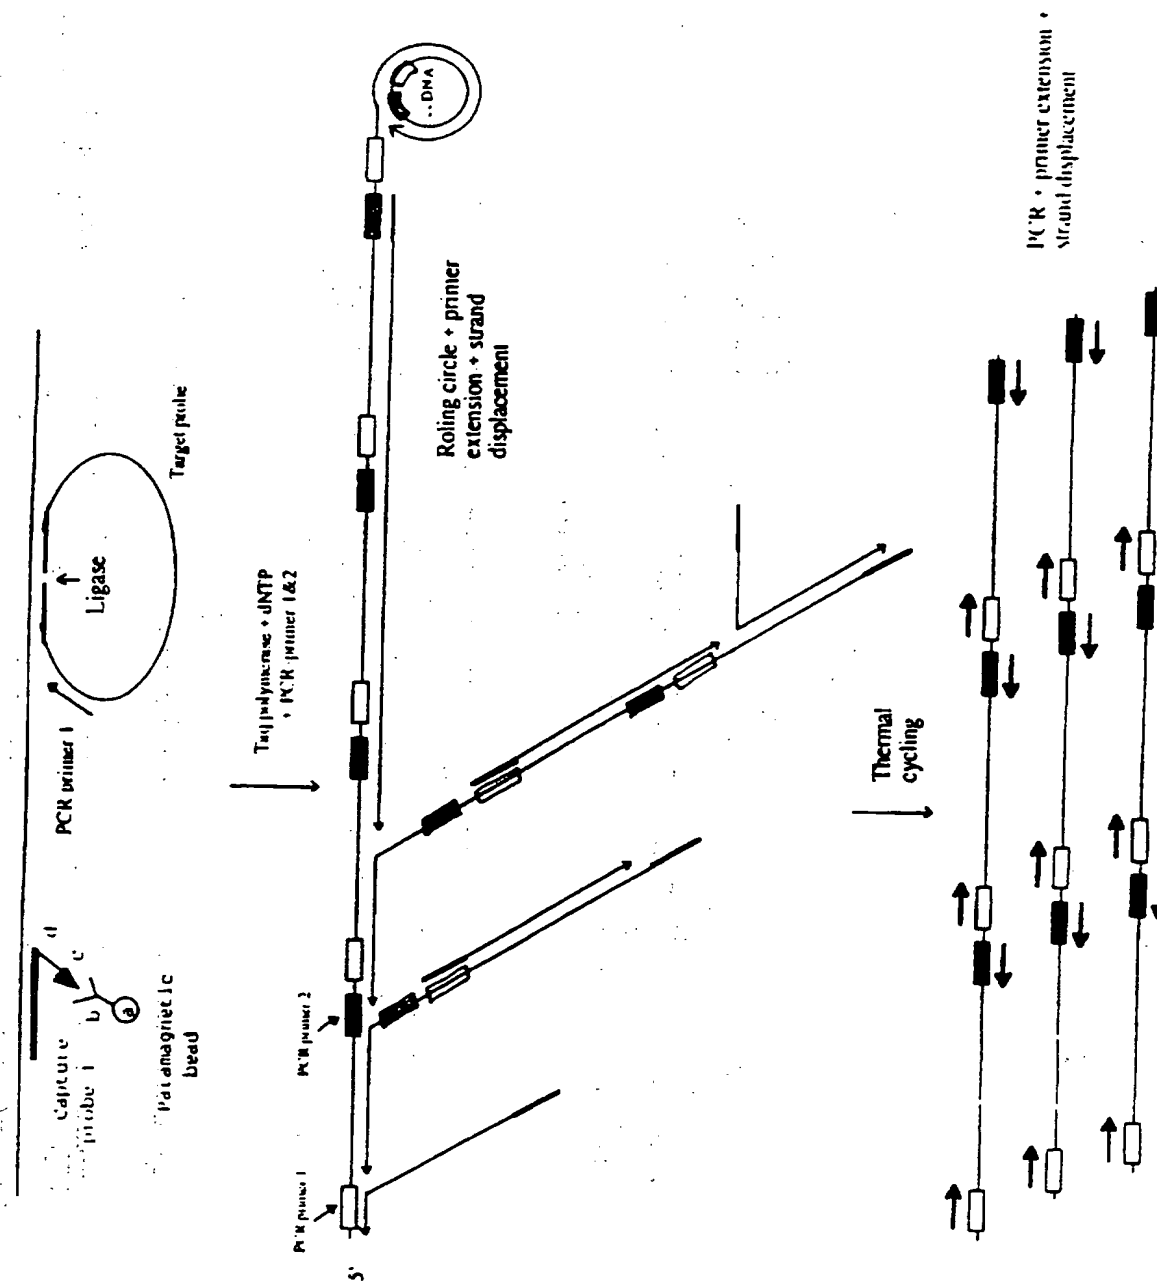 Capture
probe 1
d
c
b
a
Paramagnetic
bead
PCR primer 1
Ligase
Target probe
Taq polymerase + dNTP
+ PCR primer 1&2
5'
PCR primer 1
PCR primer 2
DNA
Rolling circle + primer
extension + strand
displacement
Thermal
cycling
PCR + primer extension +
strand displacement